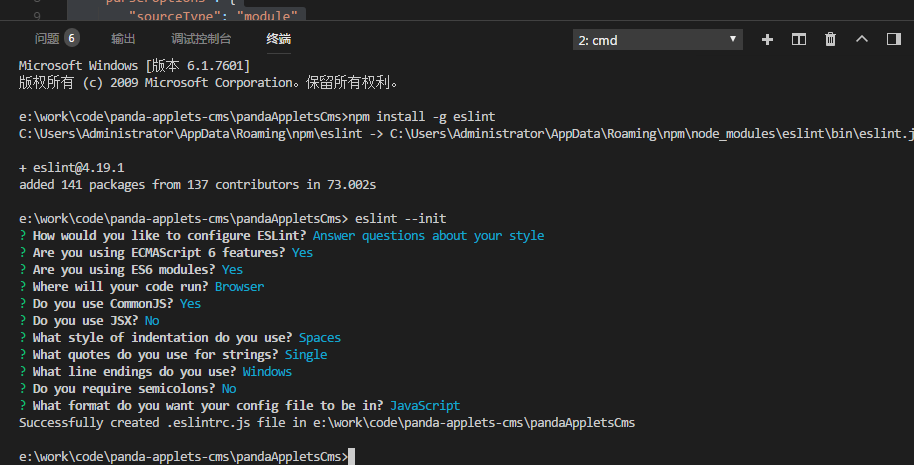 8 parserOptions": {
9 "sourceType": "module"
问题 6 输出 调试控制台 终端 2: cmd
Microsoft Windows [版本 6.1.7601]
版权所有 (c) 2009 Microsoft Corporation。保留所有权利。
e:\work\code\panda-applets-cms\pandaAppletsCms>npm install -g eslint
C:\Users\Administrator\AppData\Roaming\npm\eslint -> C:\Users\Administrator\AppData\Roaming\npm\node_modules\eslint\bin\eslint.j
+ eslint@4.19.1
added 141 packages from 137 contributors in 73.002s
e:\work\code\panda-applets-cms\pandaAppletsCms> eslint --init
? How would you like to configure ESLint? Answer questions about your style
? Are you using ECMAScript 6 features? Yes
? Are you using ES6 modules? Yes
? Where will your code run? Browser
? Do you use CommonJS? Yes
? Do you use JSX? No
? What style of indentation do you use? Spaces
? What quotes do you use for strings? Single
? What line endings do you use? Windows
? Do you require semicolons? No
? What format do you want your config file to be in? JavaScript
Successfully created .eslintrc.js file in e:\work\code\panda-applets-cms\pandaAppletsCms
e:\work\code\panda-applets-cms\pandaAppletsCms>